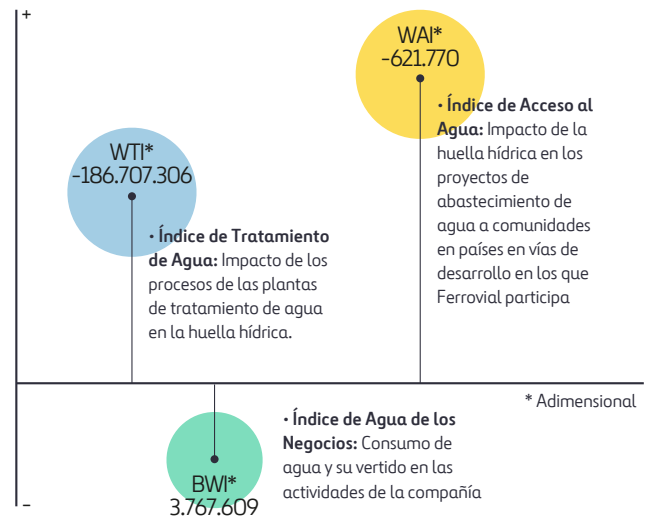 +
WAI*
-621.770
• Índice de Acceso al
Agua: Impacto de la
huella hídrica en los
proyectos de
abastecimiento de
agua a comunidades
en países en vías de
desarrollo en los que
Ferrovial participa
WTI*
-186.707.306
• Índice de Tratamiento
de Agua: Impacto de los
procesos de las plantas
de tratamiento de agua
en la huella hídrica.
* Adimensional
• Índice de Agua de los
Negocios: Consumo de
agua y su vertido en las
actividades de la compañía
BWI*
3.767.609
-